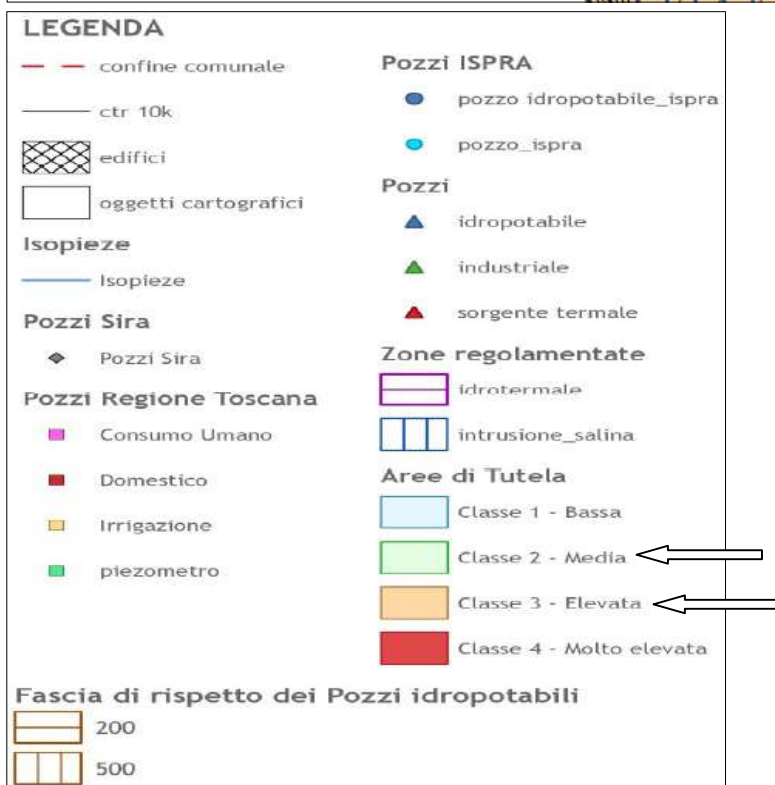 LEGENDA
confine comunale
ctr 10k
edifici
oggetti cartografici
Isopieze
Isopieze
Pozzi Sira
Pozzi Sira
Pozzi Regione Toscana
Consumo Umano
Domestico
Irrigazione
piezometro
Pozzi ISPRA
pozzo idropotabile_ispra
pozzo_ispra
Pozzi
idropotabile
industriale
sorgente termale
Zone regolamentate
idrotermale
intrusione_salina
Aree di Tutela
Classe 1 - Bassa
Classe 2 - Media
Classe 3 - Elevata
Classe 4 - Molto elevata
Fascia di rispetto dei Pozzi idropotabili
200
500